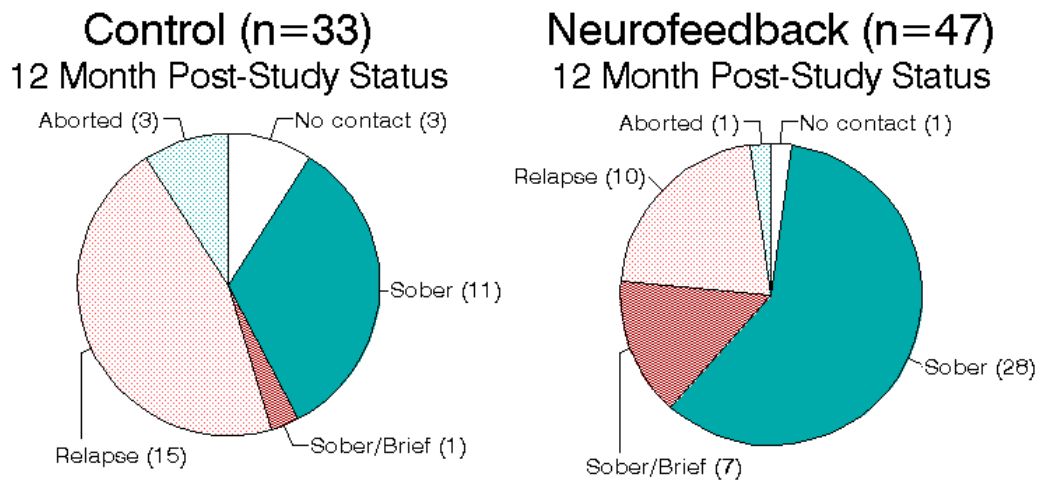 Control (n=33)
12 Month Post-Study Status
Aborted (3)
No contact (3)
Sober (11)
Sober/Brief (1)
Relapse (15)
Neurofeedback (n=47)
12 Month Post-Study Status
Aborted (1)
No contact (1)
Relapse (10)
Sober (28)
Sober/Brief (7)